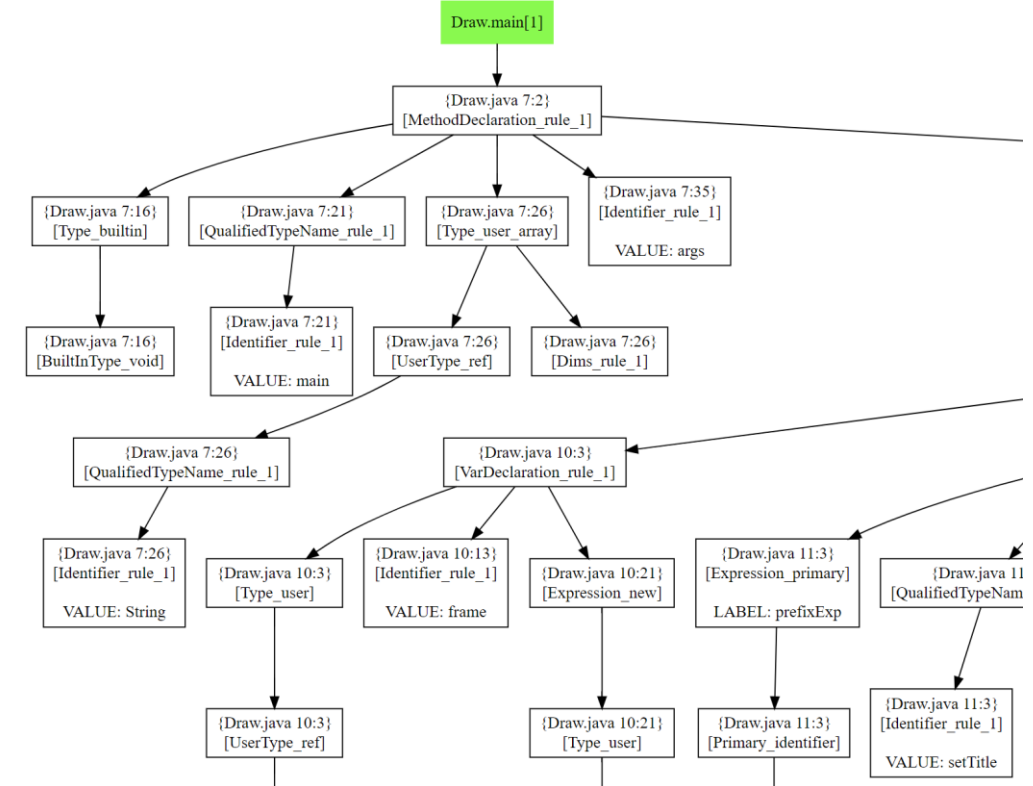 Draw.main[1]
{Draw.java 7:2}
[MethodDeclaration_rule_1]
{Draw.java 7:16}
[Type_builtin]
{Draw.java 7:21}
[QualifiedTypeName_rule_1]
{Draw.java 7:26}
[Type_user_array]
{Draw.java 7:35}
[Identifier_rule_1]
VALUE: args
{Draw.java 7:16}
[BuiltInType_void]
{Draw.java 7:21}
[Identifier_rule_1]
VALUE: main
{Draw.java 7:26}
[UserType_ref]
{Draw.java 7:26}
[Dims_rule_1]
{Draw.java 7:26}
[QualifiedTypeName_rule_1]
{Draw.java 10:3}
[VarDeclaration_rule_1]
{Draw.java 7:26}
[Identifier_rule_1]
VALUE: String
{Draw.java 10:3}
[Type_user]
{Draw.java 10:13}
[Identifier_rule_1]
VALUE: frame
{Draw.java 10:21}
[Expression_new]
{Draw.java 11:3}
[Expression_primary]
LABEL: prefixExp
{Draw.java 11
[QualifiedTypeNam
{Draw.java 10:3}
[UserType_ref]
{Draw.java 10:21}
[Type_user]
{Draw.java 11:3}
[Primary_identifier]
{Draw.java 11:3}
[Identifier_rule_1]
VALUE: setTitle